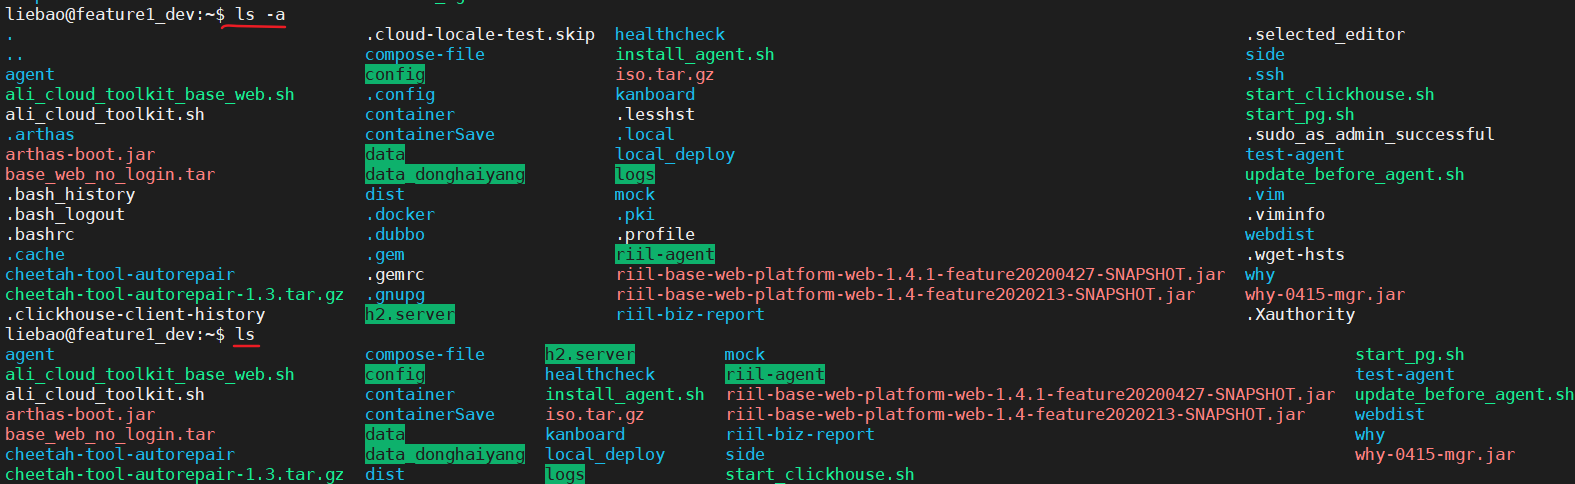 liebao@feature1_dev:~$ ls -a
. .cloud-locale-test.skip healthcheck .selected_editor
.. compose-file install_agent.sh side
agent config iso.tar.gz .ssh
ali_cloud_toolkit_base_web.sh .config kanboard start_clickhouse.sh
ali_cloud_toolkit.sh container .lesshst start_pg.sh
.arthas containerSave .local .sudo_as_admin_successful
arthas-boot.jar data local_deploy test-agent
base_web_no_login.tar data_donghaiyang logs update_before_agent.sh
.bash_history dist mock .vim
.bash_logout .docker .pki .viminfo
.bashrc .dubbo .profile webdist
.cache .gem riil-agent .wget-hsts
cheetah-tool-autorepair .gemrc riil-base-web-platform-web-1.4.1-feature20200427-SNAPSHOT.jar why
cheetah-tool-autorepair-1.3.tar.gz .gnupg riil-base-web-platform-web-1.4-feature2020213-SNAPSHOT.jar why-0415-mgr.jar
.clickhouse-client-history h2.server riil-biz-report .Xauthority
liebao@feature1_dev:~$ ls
agent compose-file h2.server mock start_pg.sh
ali_cloud_toolkit_base_web.sh config healthcheck riil-agent test-agent
ali_cloud_toolkit.sh container install_agent.sh riil-base-web-platform-web-1.4.1-feature20200427-SNAPSHOT.jar update_before_agent.sh
arthas-boot.jar containerSave iso.tar.gz riil-base-web-platform-web-1.4-feature2020213-SNAPSHOT.jar webdist
base_web_no_login.tar data kanboard riil-biz-report why
cheetah-tool-autorepair data_donghaiyang local_deploy side why-0415-mgr.jar
cheetah-tool-autorepair-1.3.tar.gz dist logs start_clickhouse.sh